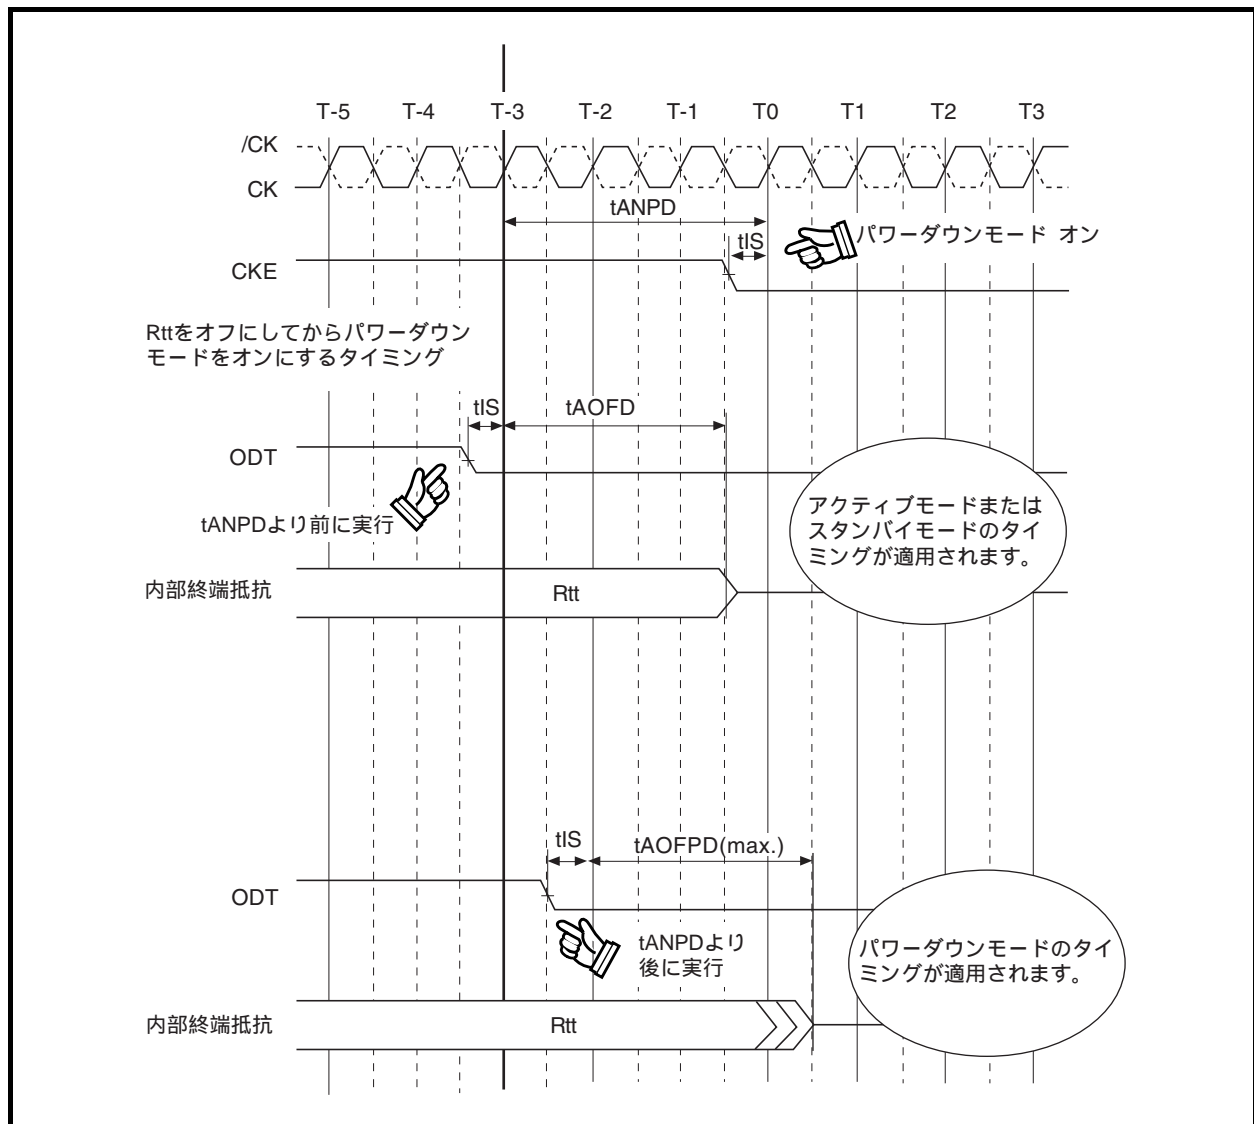 T-5 T-4 T-3 T-2 T-1 T0 T1 T2 T3
/CK
CK
tANPD
tIS
パワーダウンモード オン
CKE
Rttをオフにしてからパワーダウン
モードをオンにするタイミング
tIS
tAOFD
ODT
tANPDより前に実行
アクティブモードまたは
スタンバイモードのタイ
ミングが適用されます。
内部終端抵抗
Rtt
tIS
tAOFPD(max.)
ODT
tANPDより
後に実行
パワーダウンモードのタイ
ミングが適用されます。
内部終端抵抗
Rtt